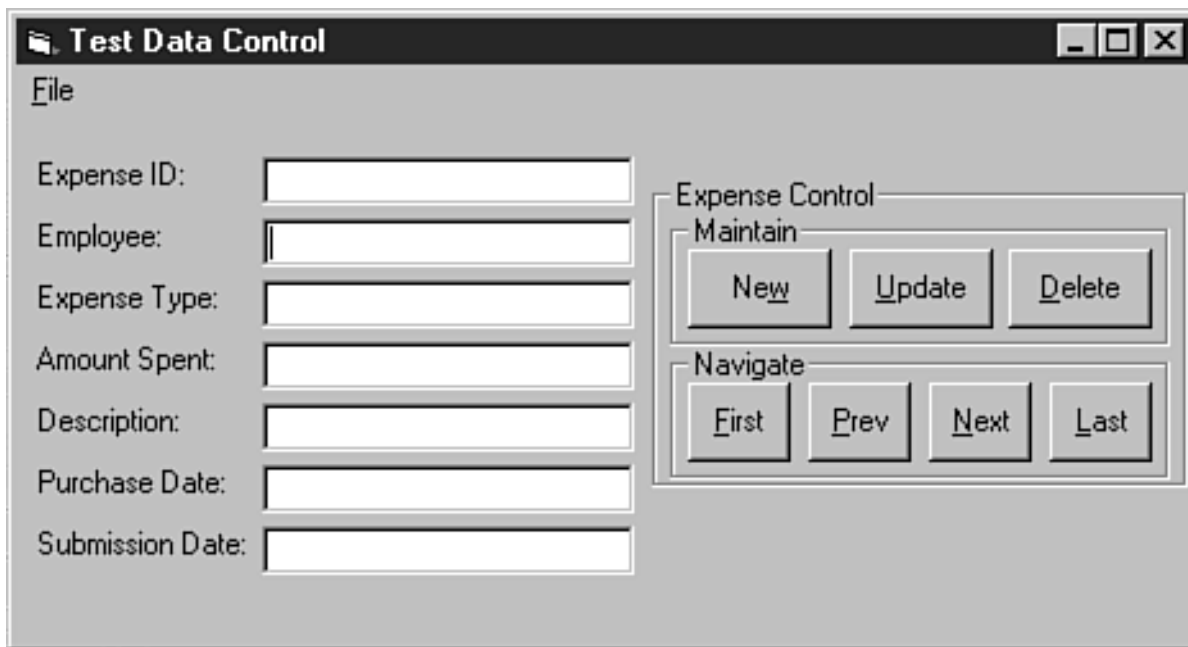 Test Data Control
File
Expense ID:
Employee:
Expense Type:
Amount Spent:
Description:
Purchase Date:
Submission Date:
Expense Control
Maintain
New Update Delete
Navigate
First Prev Next Last